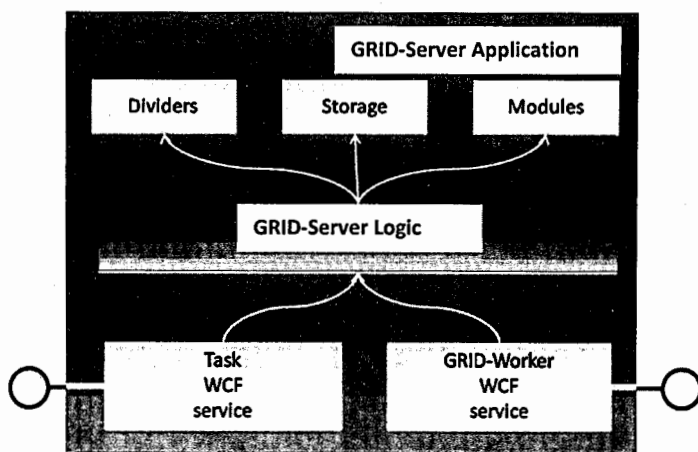 GRID-Server Application
Dividers
Storage
Modules
GRID-Server Logic
Task
WCF
service
GRID-Worker
WCF
service